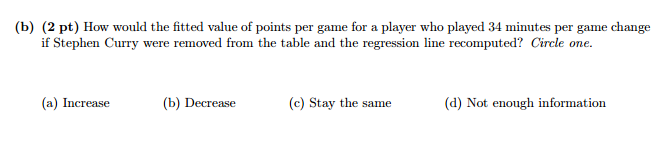 (b) (2 pt) How would the fitted value of points per game for a player who played 34 minutes per game change
if Stephen Curry were removed from the table and the regression line recomputed? Circle one.
(a) Increase (b) Decrease (c) Stay the same (d) Not enough information